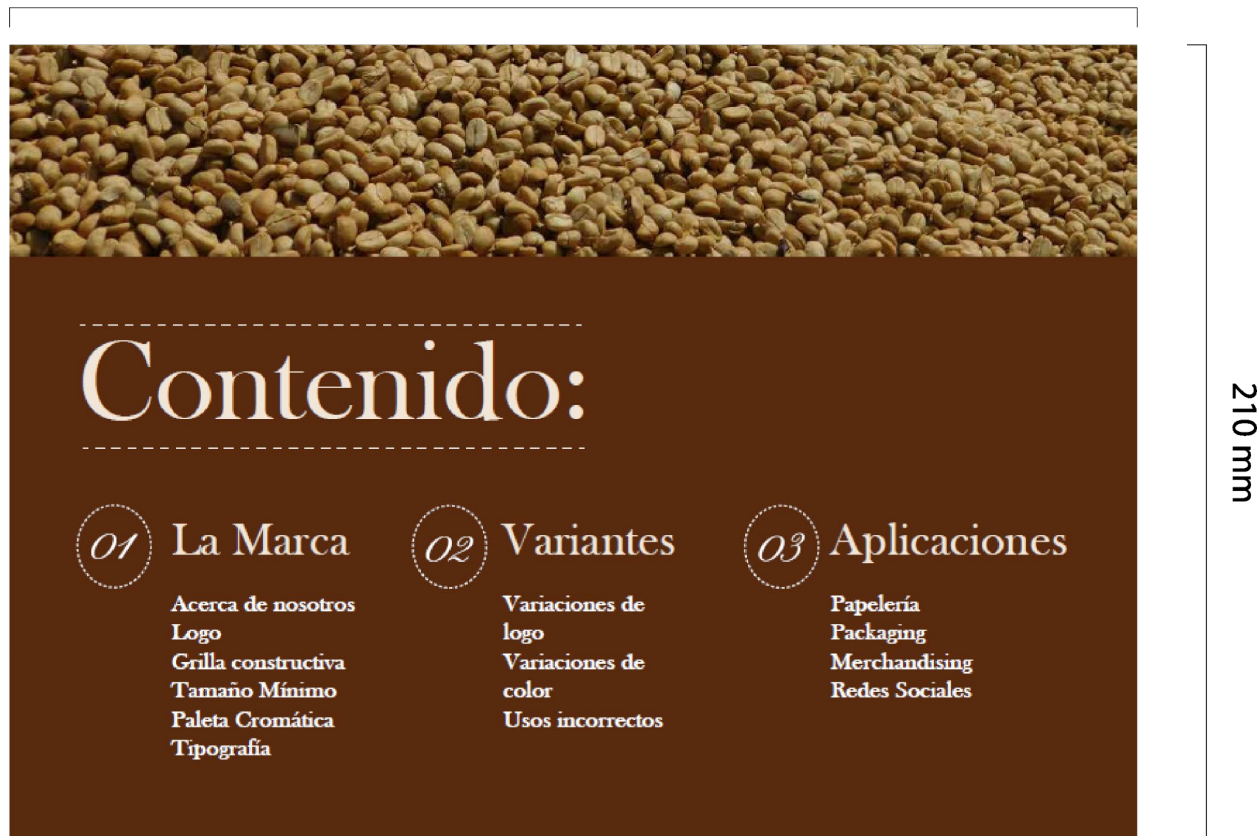 Contenido:
01
La Marca
Acerca de nosotros
Logo
Grilla constructiva
Tamaño Mínimo
Paleta Cromática
Tipografía
02
Variantes
Variaciones de
logo
Variaciones de
color
Usos incorrectos
03
Aplicaciones
Papelería
Packaging
Merchandising
Redes Sociales
210 mm